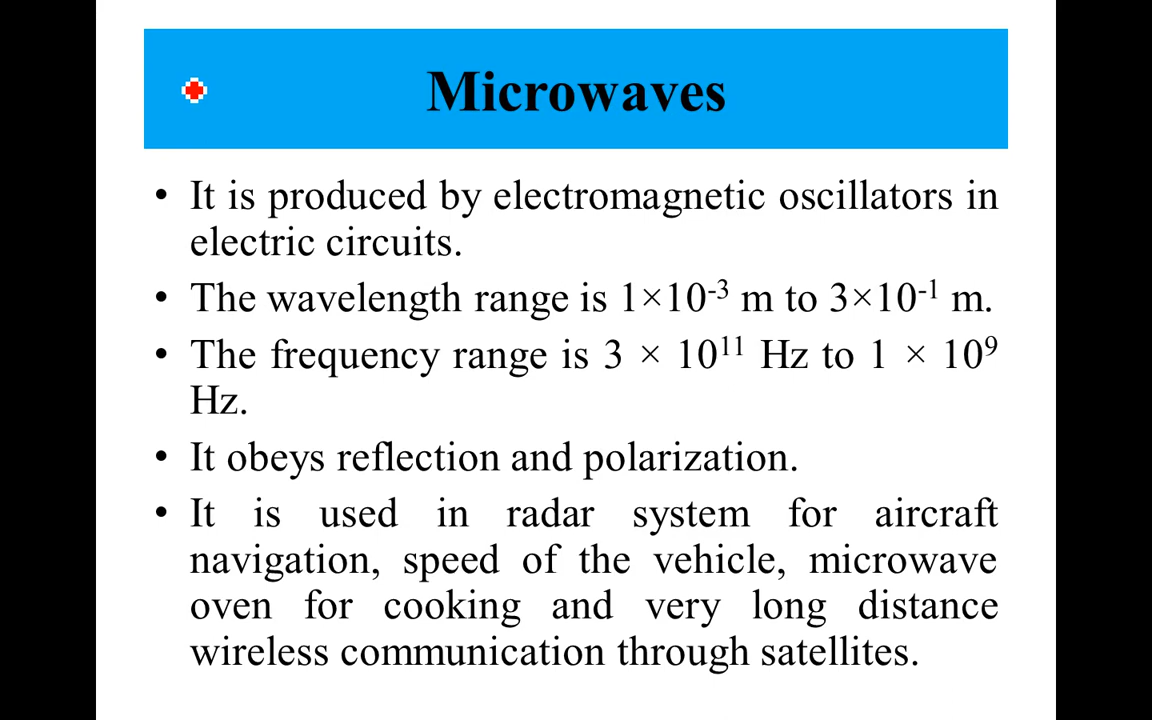 Microwaves
• It is produced by electromagnetic oscillators in
electric circuits.
• The wavelength range is 1×10⁻³ m to 3×10⁻¹ m.
• The frequency range is 3 × 10¹¹ Hz to 1 × 10⁹
Hz.
• It obeys reflection and polarization.
• It is used in radar system for aircraft
navigation, speed of the vehicle, microwave
oven for cooking and very long distance
wireless communication through satellites.